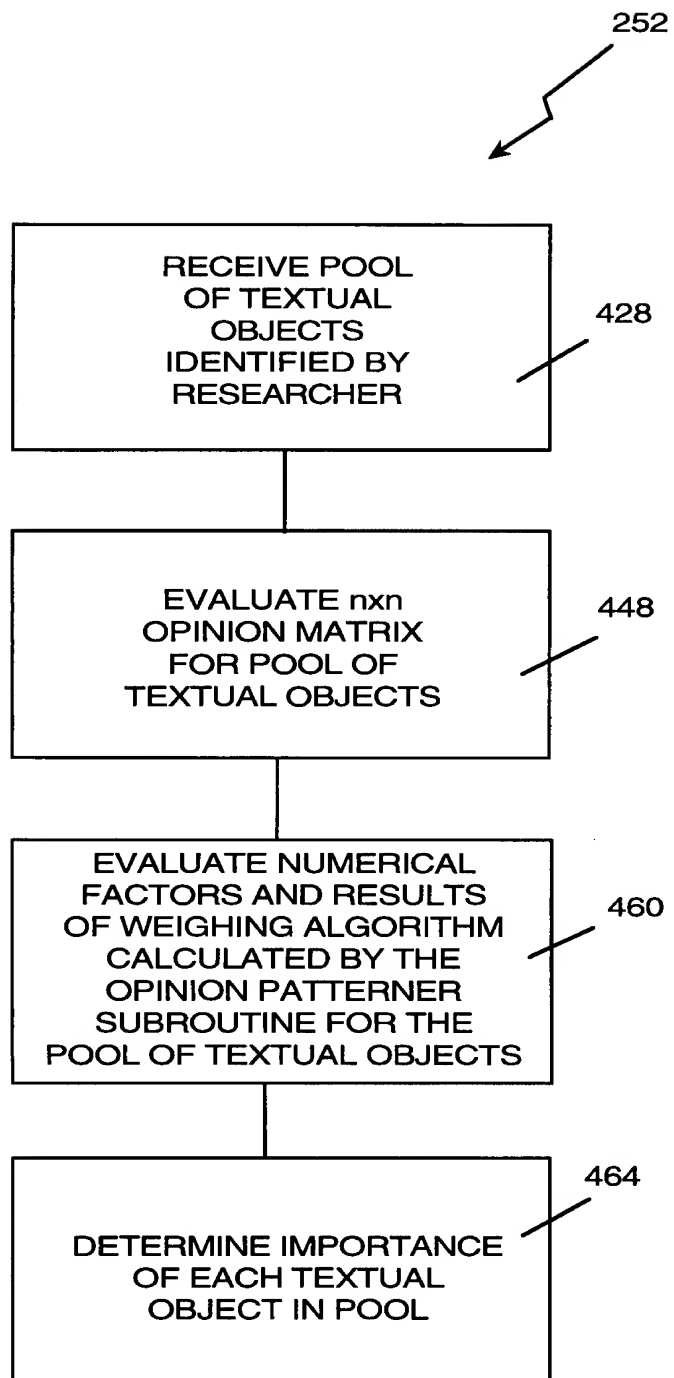 252
RECEIVE POOL
OF TEXTUAL
OBJECTS
IDENTIFIED BY
RESEARCHER
428
EVALUATE nxn
OPINION MATRIX
FOR POOL OF
TEXTUAL OBJECTS
448
EVALUATE NUMERICAL
FACTORS AND RESULTS
OF WEIGHING ALGORITHM
CALCULATED BY THE
OPINION PATTERNER
SUBROUTINE FOR THE
POOL OF TEXTUAL OBJECTS
460
DETERMINE IMPORTANCE
OF EACH TEXTUAL
OBJECT IN POOL
464